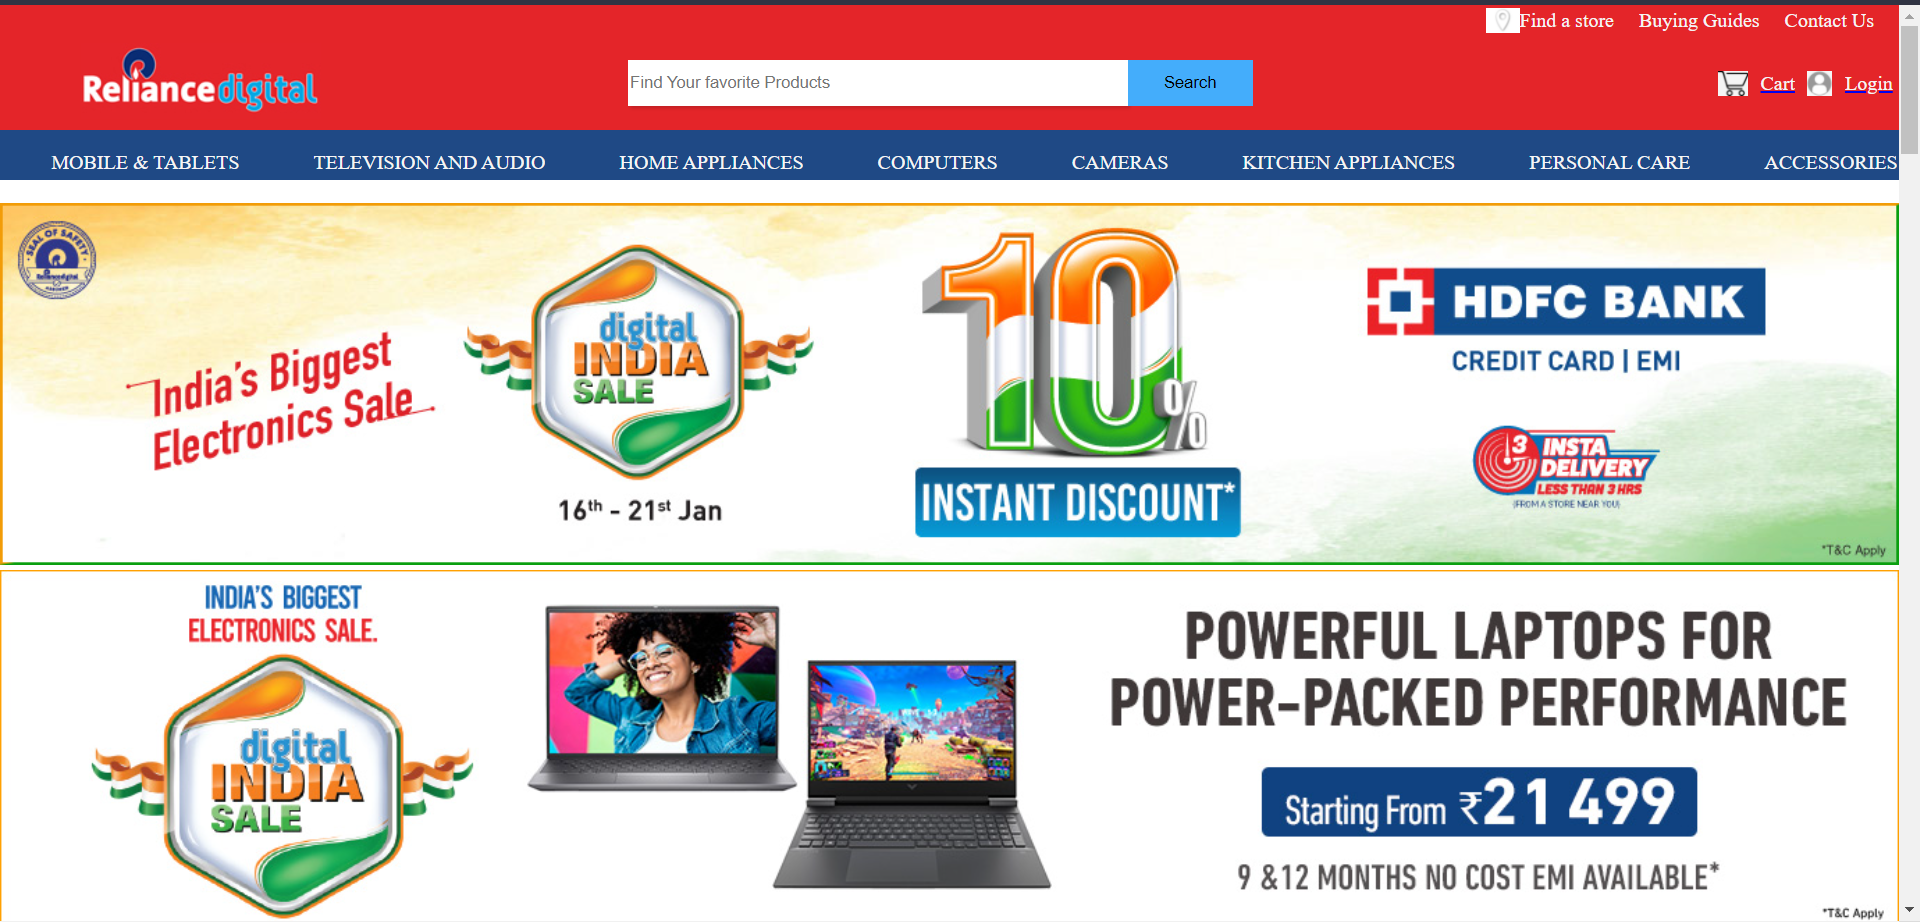 Find a store Buying Guides Contact Us
Reliance digital
Find Your favorite Products Search
Cart Login
MOBILE & TABLETS TELEVISION AND AUDIO HOME APPLIANCES COMPUTERS CAMERAS KITCHEN APPLIANCES PERSONAL CARE ACCESSORIES
SEAL OF SAFETY
Reliance digital
India's Biggest
Electronics Sale
digital
INDIA
SALE
16th - 21st Jan
10%
INSTANT DISCOUNT*
HDFC BANK
CREDIT CARD | EMI
3 INSTA
DELIVERY
LESS THAN 3 HRS
(FROM A STORE NEAR YOU)
*T&C Apply
INDIA'S BIGGEST
ELECTRONICS SALE.
digital
INDIA
SALE
POWERFUL LAPTOPS FOR
POWER-PACKED PERFORMANCE
Starting From ₹21 499
9 &12 MONTHS NO COST EMI AVAILABLE*
*T&C Apply